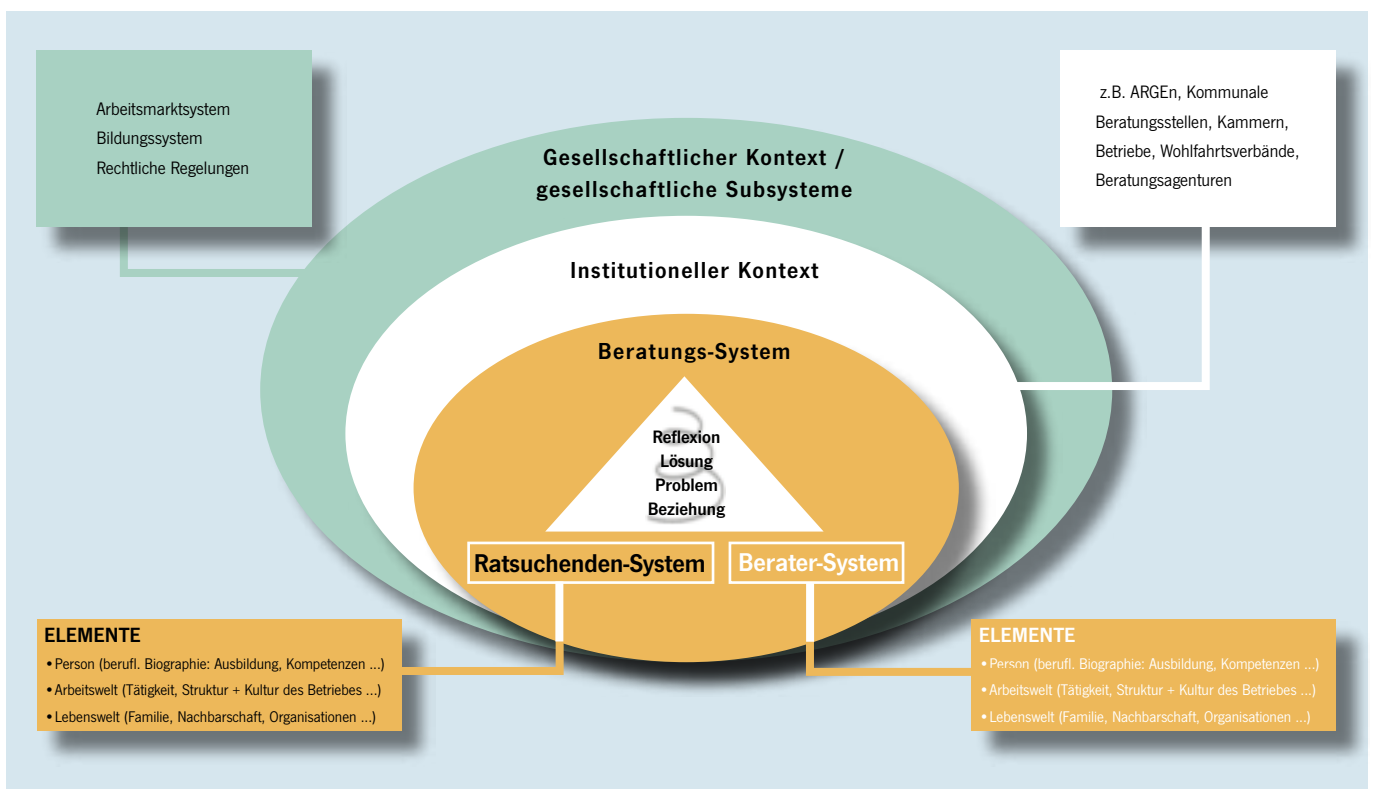 Arbeitsmarktsystem
Bildungssystem
Rechtliche Regelungen
z.B. ARGEn, Kommunale
Beratungsstellen, Kammern,
Betriebe, Wohlfahrtsverbände,
Beratungsagenturen
Gesellschaftlicher Kontext /
gesellschaftliche Subsysteme
Institutioneller Kontext
Beratungs-System
Reflexion
Lösung
Problem
Beziehung
Ratsuchenden-System
Berater-System
ELEMENTE
• Person (berufl. Biographie: Ausbildung, Kompetenzen ...)
• Arbeitswelt (Tätigkeit, Struktur + Kultur des Betriebes ...)
• Lebenswelt (Familie, Nachbarschaft, Organisationen ...)
ELEMENTE
• Person (berufl. Biographie: Ausbildung, Kompetenzen ...)
• Arbeitswelt (Tätigkeit, Struktur + Kultur des Betriebes ...)
• Lebenswelt (Familie, Nachbarschaft, Organisationen ...)